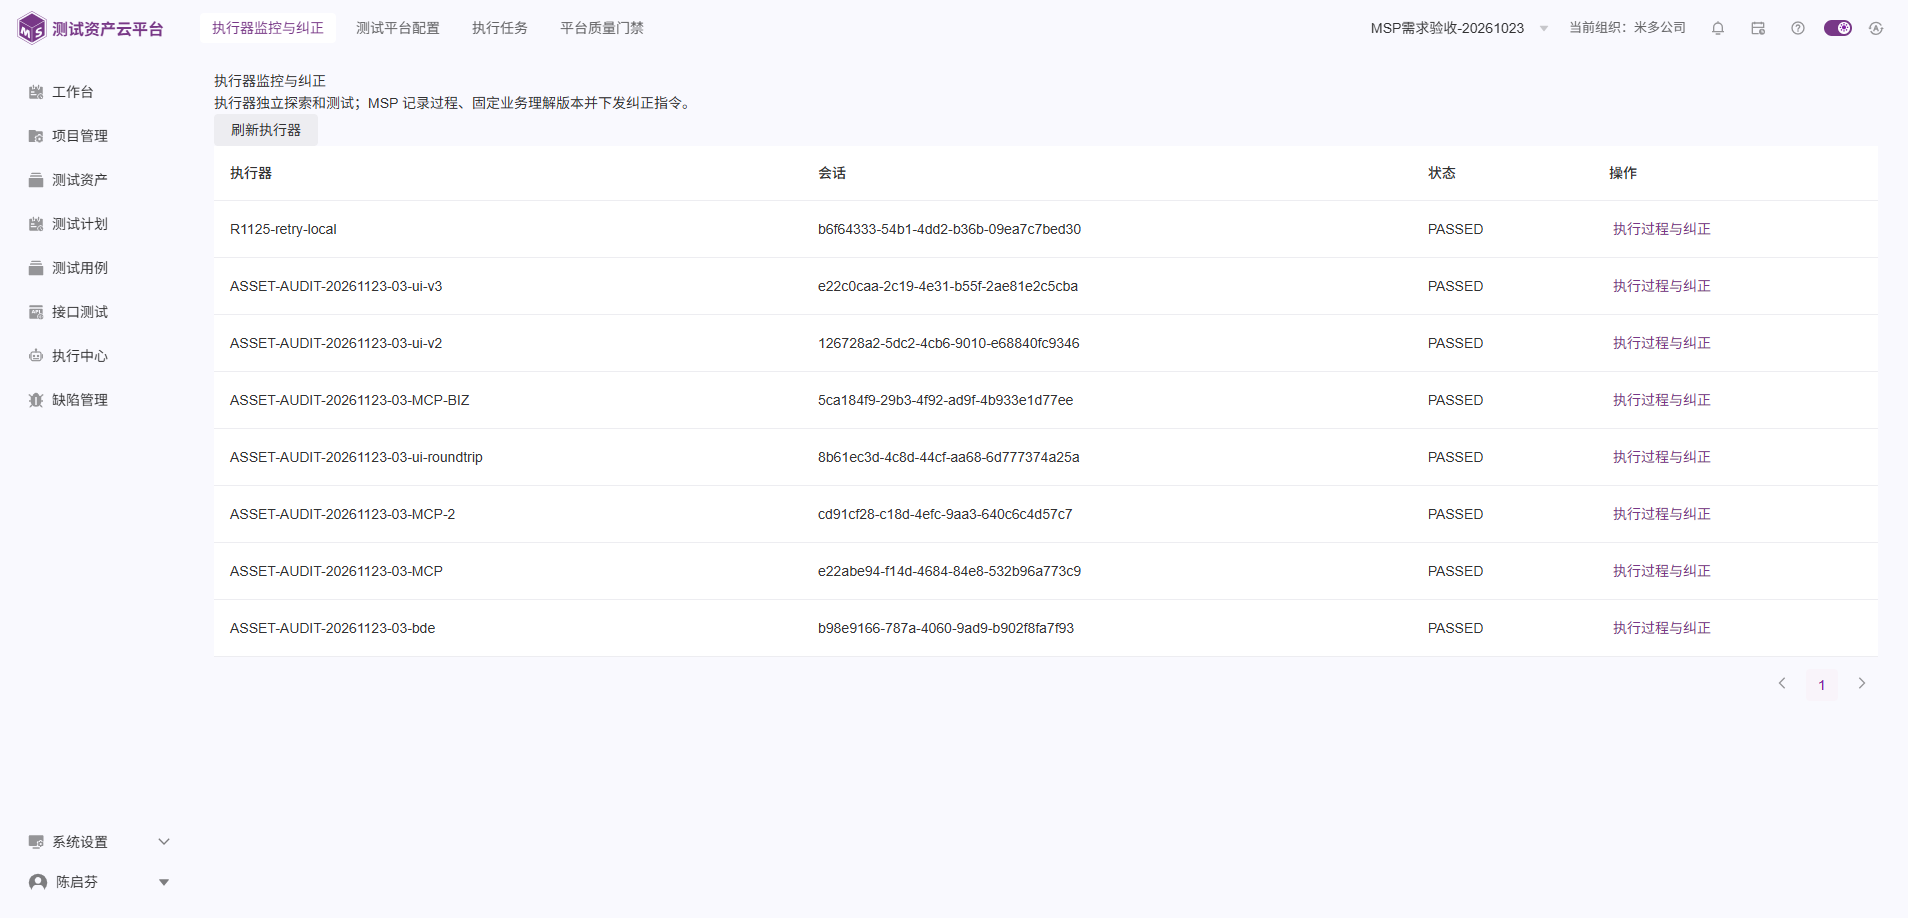 测试资产云平台
执行器监控与纠正 测试平台配置 执行任务 平台质量门禁
MSP需求验收-20261023 当前组织：米多公司
工作台
项目管理
测试资产
测试计划
测试用例
接口测试
执行中心
缺陷管理
系统设置
陈启芬
执行器监控与纠正
执行器独立探索和测试；MSP 记录过程、固定业务理解版本并下发纠正指令。
刷新执行器
执行器 会话 状态 操作
R1125-retry-local b6f64333-54b1-4dd2-b36b-09ea7c7bed30 PASSED 执行过程与纠正
ASSET-AUDIT-20261123-03-ui-v3 e22c0caa-2c19-4e31-b55f-2ae81e2c5cba PASSED 执行过程与纠正
ASSET-AUDIT-20261123-03-ui-v2 126728a2-5dc2-4cb6-9010-e68840fc9346 PASSED 执行过程与纠正
ASSET-AUDIT-20261123-03-MCP-BIZ 5ca184f9-29b3-4f92-ad9f-4b933e1d77ee PASSED 执行过程与纠正
ASSET-AUDIT-20261123-03-ui-roundtrip 8b61ec3d-4c8d-44cf-aa68-6d777374a25a PASSED 执行过程与纠正
ASSET-AUDIT-20261123-03-MCP-2 cd91cf28-c18d-4efc-9aa3-640c6c4d57c7 PASSED 执行过程与纠正
ASSET-AUDIT-20261123-03-MCP e22abe94-f14d-4684-84e8-532b96a773c9 PASSED 执行过程与纠正
ASSET-AUDIT-20261123-03-bde b98e9166-787a-4060-9ad9-b902f8fa7f93 PASSED 执行过程与纠正
1